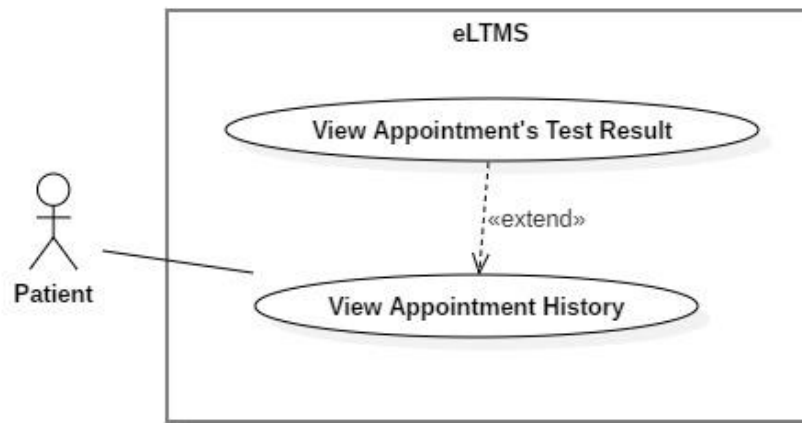 eLTMS
View Appointment's Test Result
«extend»
Patient
View Appointment History